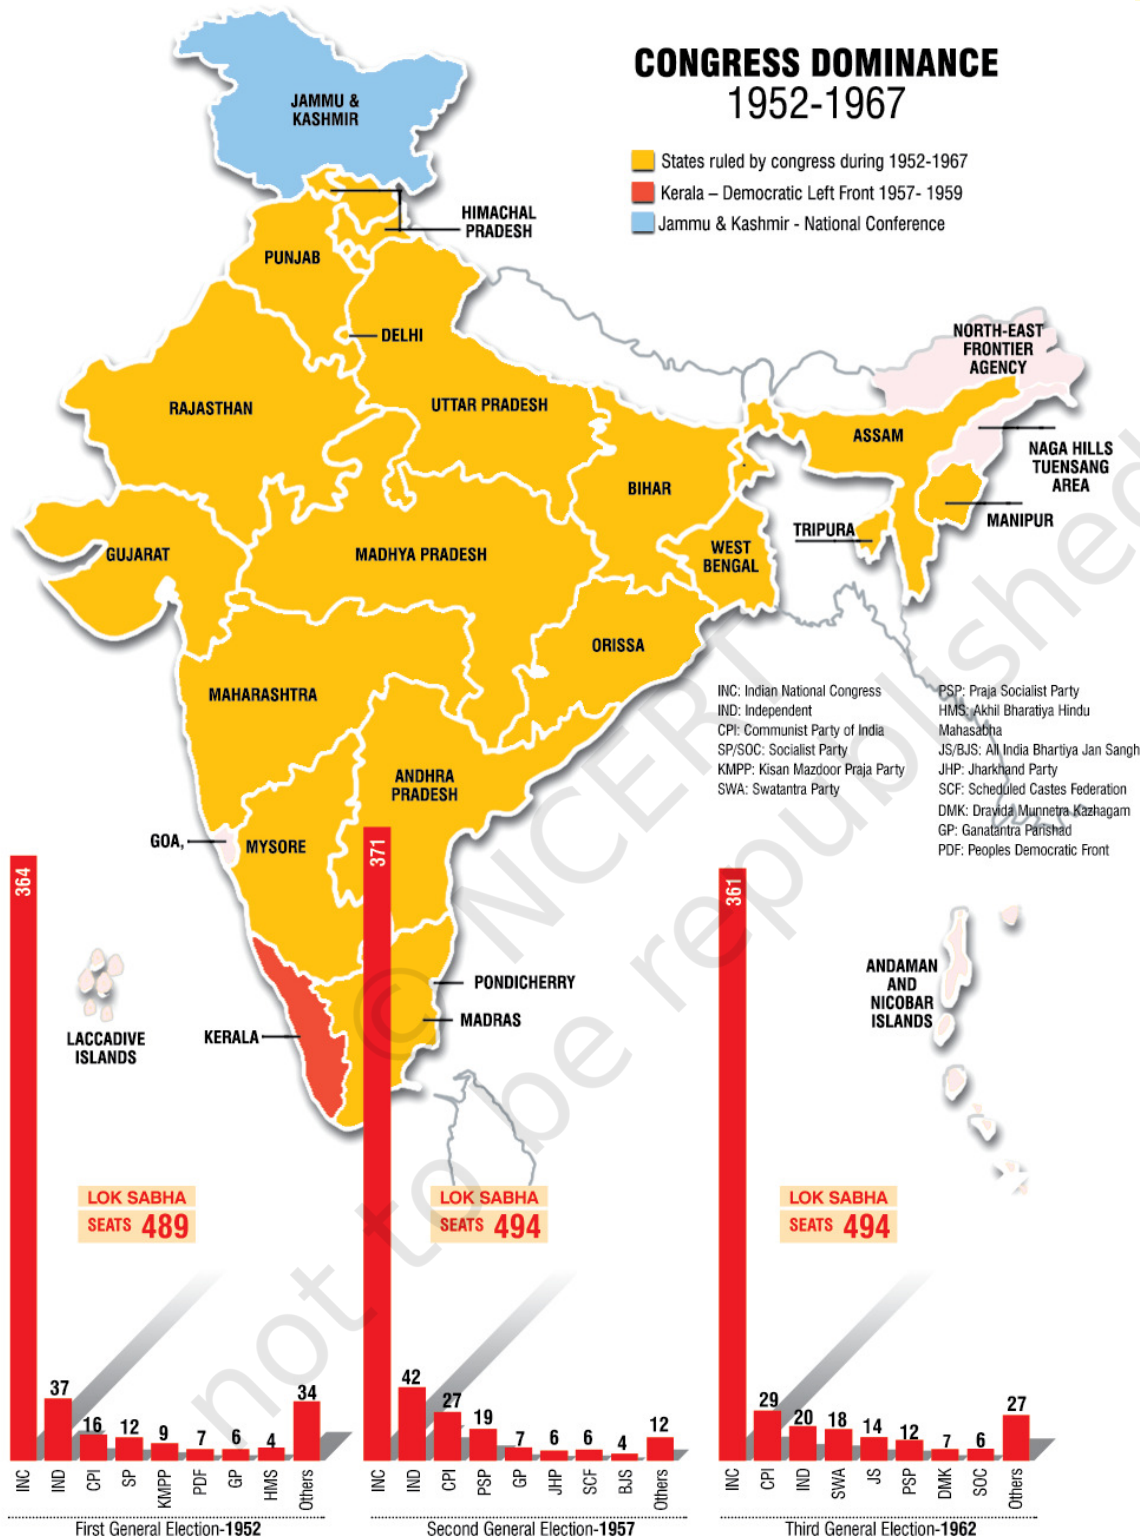 CONGRESS DOMINANCE
1952-1967
States ruled by congress during 1952-1967
Kerala – Democratic Left Front 1957- 1959
Jammu & Kashmir - National Conference
JAMMU &
KASHMIR
HIMACHAL
PRADESH
PUNJAB
DELHI
RAJASTHAN
UTTAR PRADESH
NORTH-EAST
FRONTIER
AGENCY
ASSAM
NAGA HILLS
TUENSANG
AREA
BIHAR
MANIPUR
TRIPURA
GUJARAT
MADHYA PRADESH
WEST
BENGAL
ORISSA
MAHARASHTRA
ANDHRA
PRADESH
GOA,
MYSORE
PONDICHERRY
MADRAS
KERALA
LACCADIVE
ISLANDS
ANDAMAN
AND
NICOBAR
ISLANDS
INC: Indian National Congress
IND: Independent
CPI: Communist Party of India
SP/SOC: Socialist Party
KMPP: Kisan Mazdoor Praja Party
SWA: Swatantra Party
PSP: Praja Socialist Party
HMS: Akhil Bharatiya Hindu
Mahasabha
JS/BJS: All India Bhartiya Jan Sangh
JHP: Jharkhand Party
SCF: Scheduled Castes Federation
DMK: Dravida Munnetra Kazhagam
GP: Ganatantra Parishad
PDF: Peoples Democratic Front
© NCERT
not to be republished
LOK SABHA
SEATS 489
364
37
16
12
9
7
6
4
34
INC
IND
CPI
SP
KMPP
PDF
GP
HMS
Others
First General Election-1952
LOK SABHA
SEATS 494
371
42
27
19
7
6
6
4
12
INC
IND
CPI
PSP
GP
JHP
SCF
BJS
Others
Second General Election-1957
LOK SABHA
SEATS 494
361
29
20
18
14
12
7
6
27
INC
CPI
IND
SWA
JS
PSP
DMK
SOC
Others
Third General Election-1962